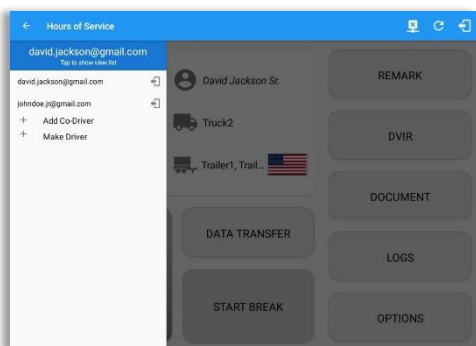 Hours of Service
david.jackson@gmail.com
Tap to show view list
david.jackson@gmail.com
johndoe.jr@gmail.com
+ Add Co-Driver
+ Make Driver
David Jackson Sr.
Truck2
Trailer1, Trail...
DATA TRANSFER
START BREAK
REMARK
DVIR
DOCUMENT
LOGS
OPTIONS